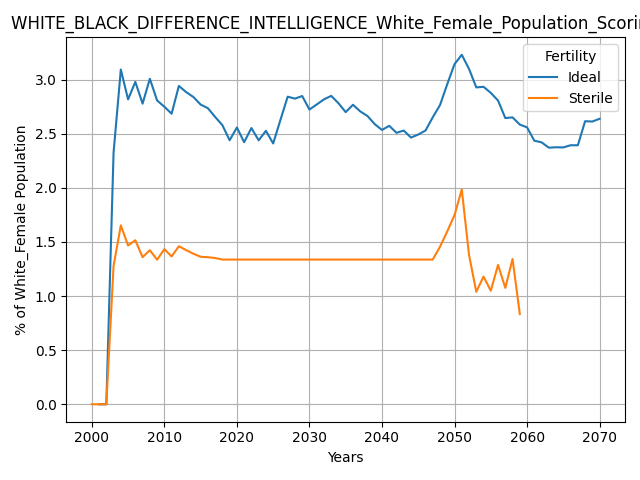 WHITE_BLACK_DIFFERENCE_INTELLIGENCE_White_Female_Population_Scorin
Fertility
Ideal
Sterile
% of White_Female Population
3.0
2.5
2.0
1.5
1.0
0.5
0.0
2000 2010 2020 2030 2040 2050 2060 2070
Years